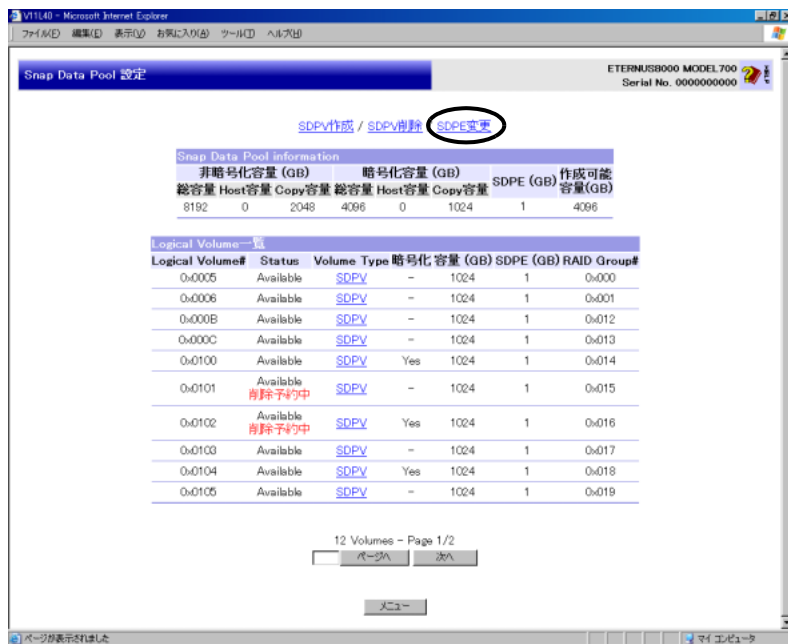 V11L40 - Microsoft Internet Explorer
ファイル(F) 編集(E) 表示(V) お気に入り(A) ツール(T) ヘルプ(H)
Snap Data Pool 設定
ETERNUS8000 MODEL700
Serial No. 0000000000
SDPV作成 / SDPV削除 / SDPE変更
Snap Data Pool information
非暗号化容量 (GB) 暗号化容量 (GB) SDPE (GB) 作成可能容量(GB)
総容量 Host容量 Copy容量 総容量 Host容量 Copy容量
8192 0 2048 4096 0 1024 1 4096
Logical Volume一覧
Logical Volume# Status Volume Type 暗号化 容量 (GB) SDPE (GB) RAID Group#
0x0005 Available SDPV - 1024 1 0x000
0x0006 Available SDPV - 1024 1 0x001
0x000B Available SDPV - 1024 1 0x012
0x000C Available SDPV - 1024 1 0x013
0x0100 Available SDPV Yes 1024 1 0x014
0x0101 Available 削除予約中 SDPV - 1024 1 0x015
0x0102 Available 削除予約中 SDPV Yes 1024 1 0x016
0x0103 Available SDPV - 1024 1 0x017
0x0104 Available SDPV Yes 1024 1 0x018
0x0105 Available SDPV - 1024 1 0x019
12 Volumes - Page 1/2
ページへ 次へ
メニュー
ページが表示されました マイ コンピュータ